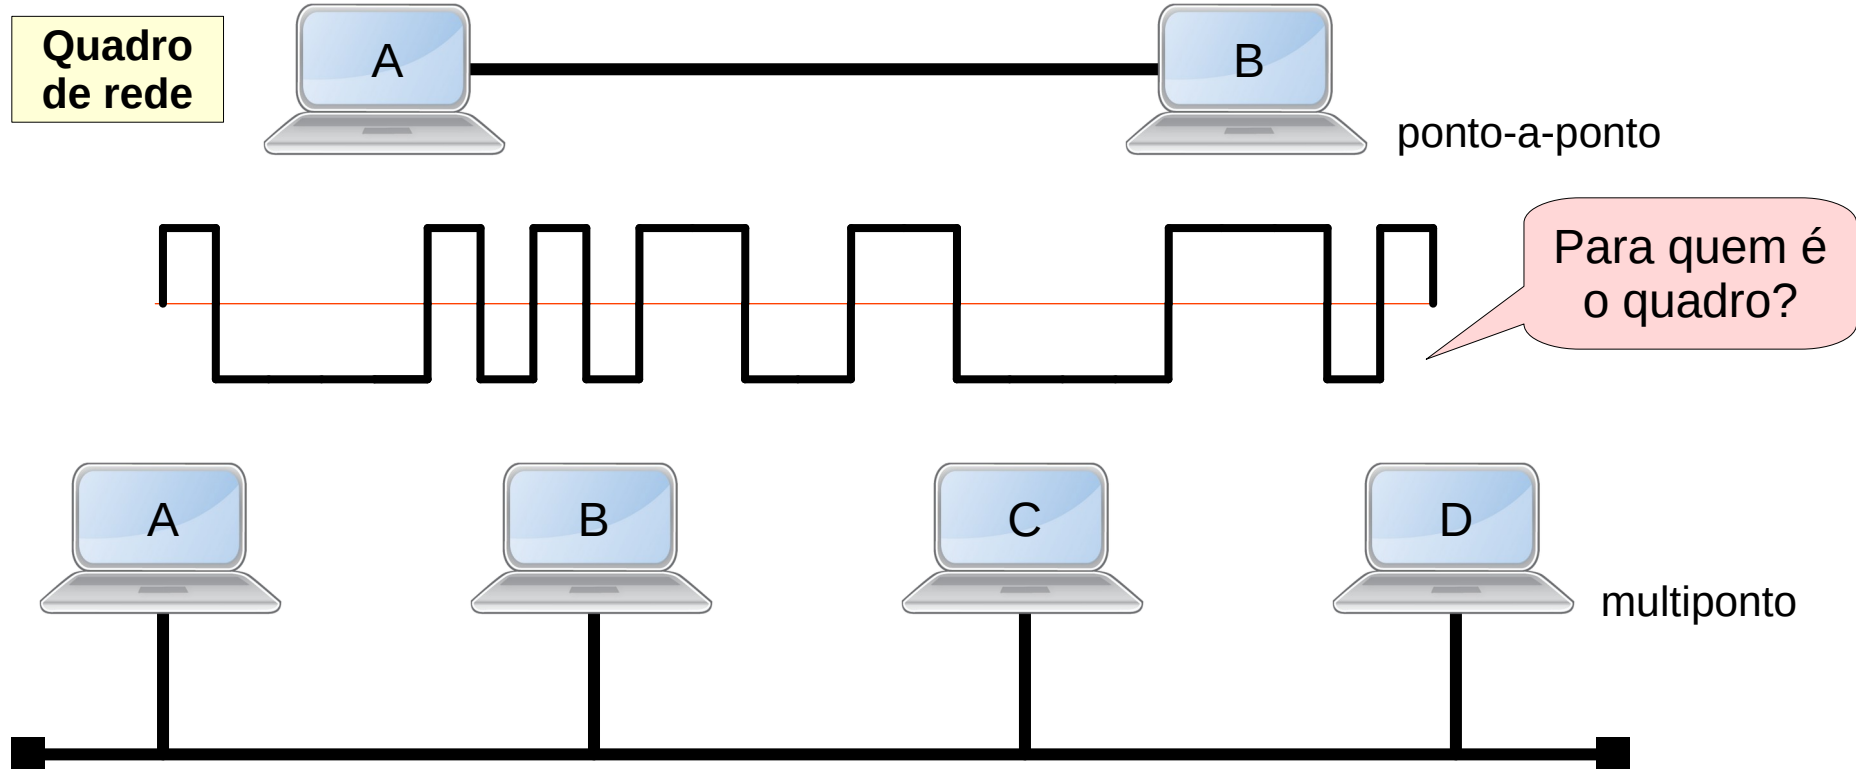 Quadro
de rede
A
B
ponto-a-ponto
Para quem é
o quadro?
A
B
C
D
multiponto